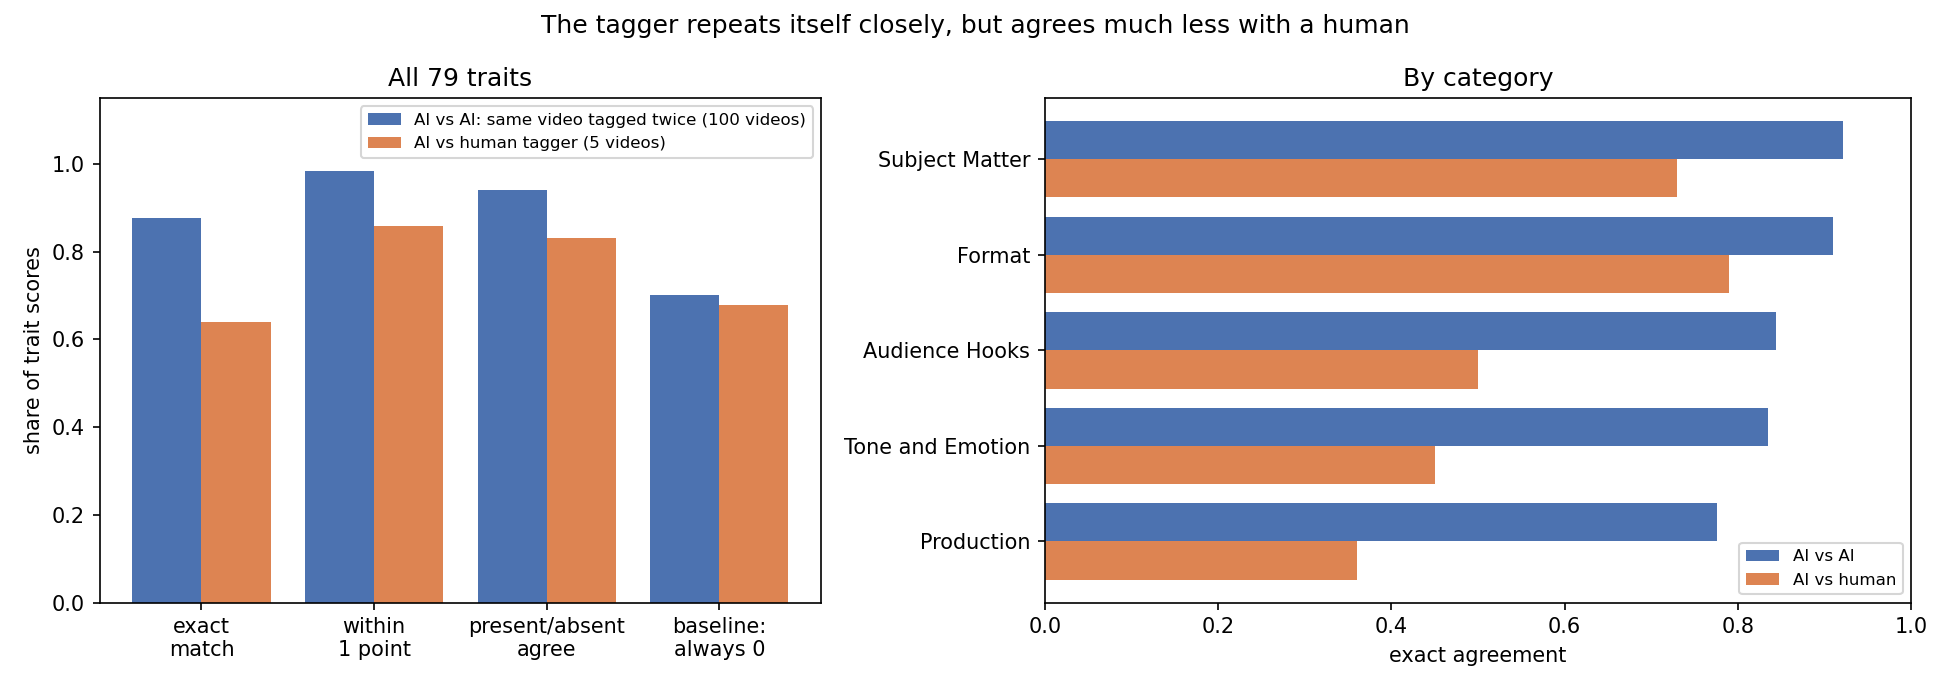 The tagger repeats itself closely, but agrees much less with a human
All 79 traits
AI vs AI: same video tagged twice (100 videos)
AI vs human tagger (5 videos)
share of trait scores
1.0
0.8
0.6
0.4
0.2
0.0
exact
match
within
1 point
present/absent
agree
baseline:
always 0
By category
Subject Matter
Format
Audience Hooks
Tone and Emotion
Production
AI vs AI
AI vs human
0.0
0.2
0.4
0.6
0.8
1.0
exact agreement